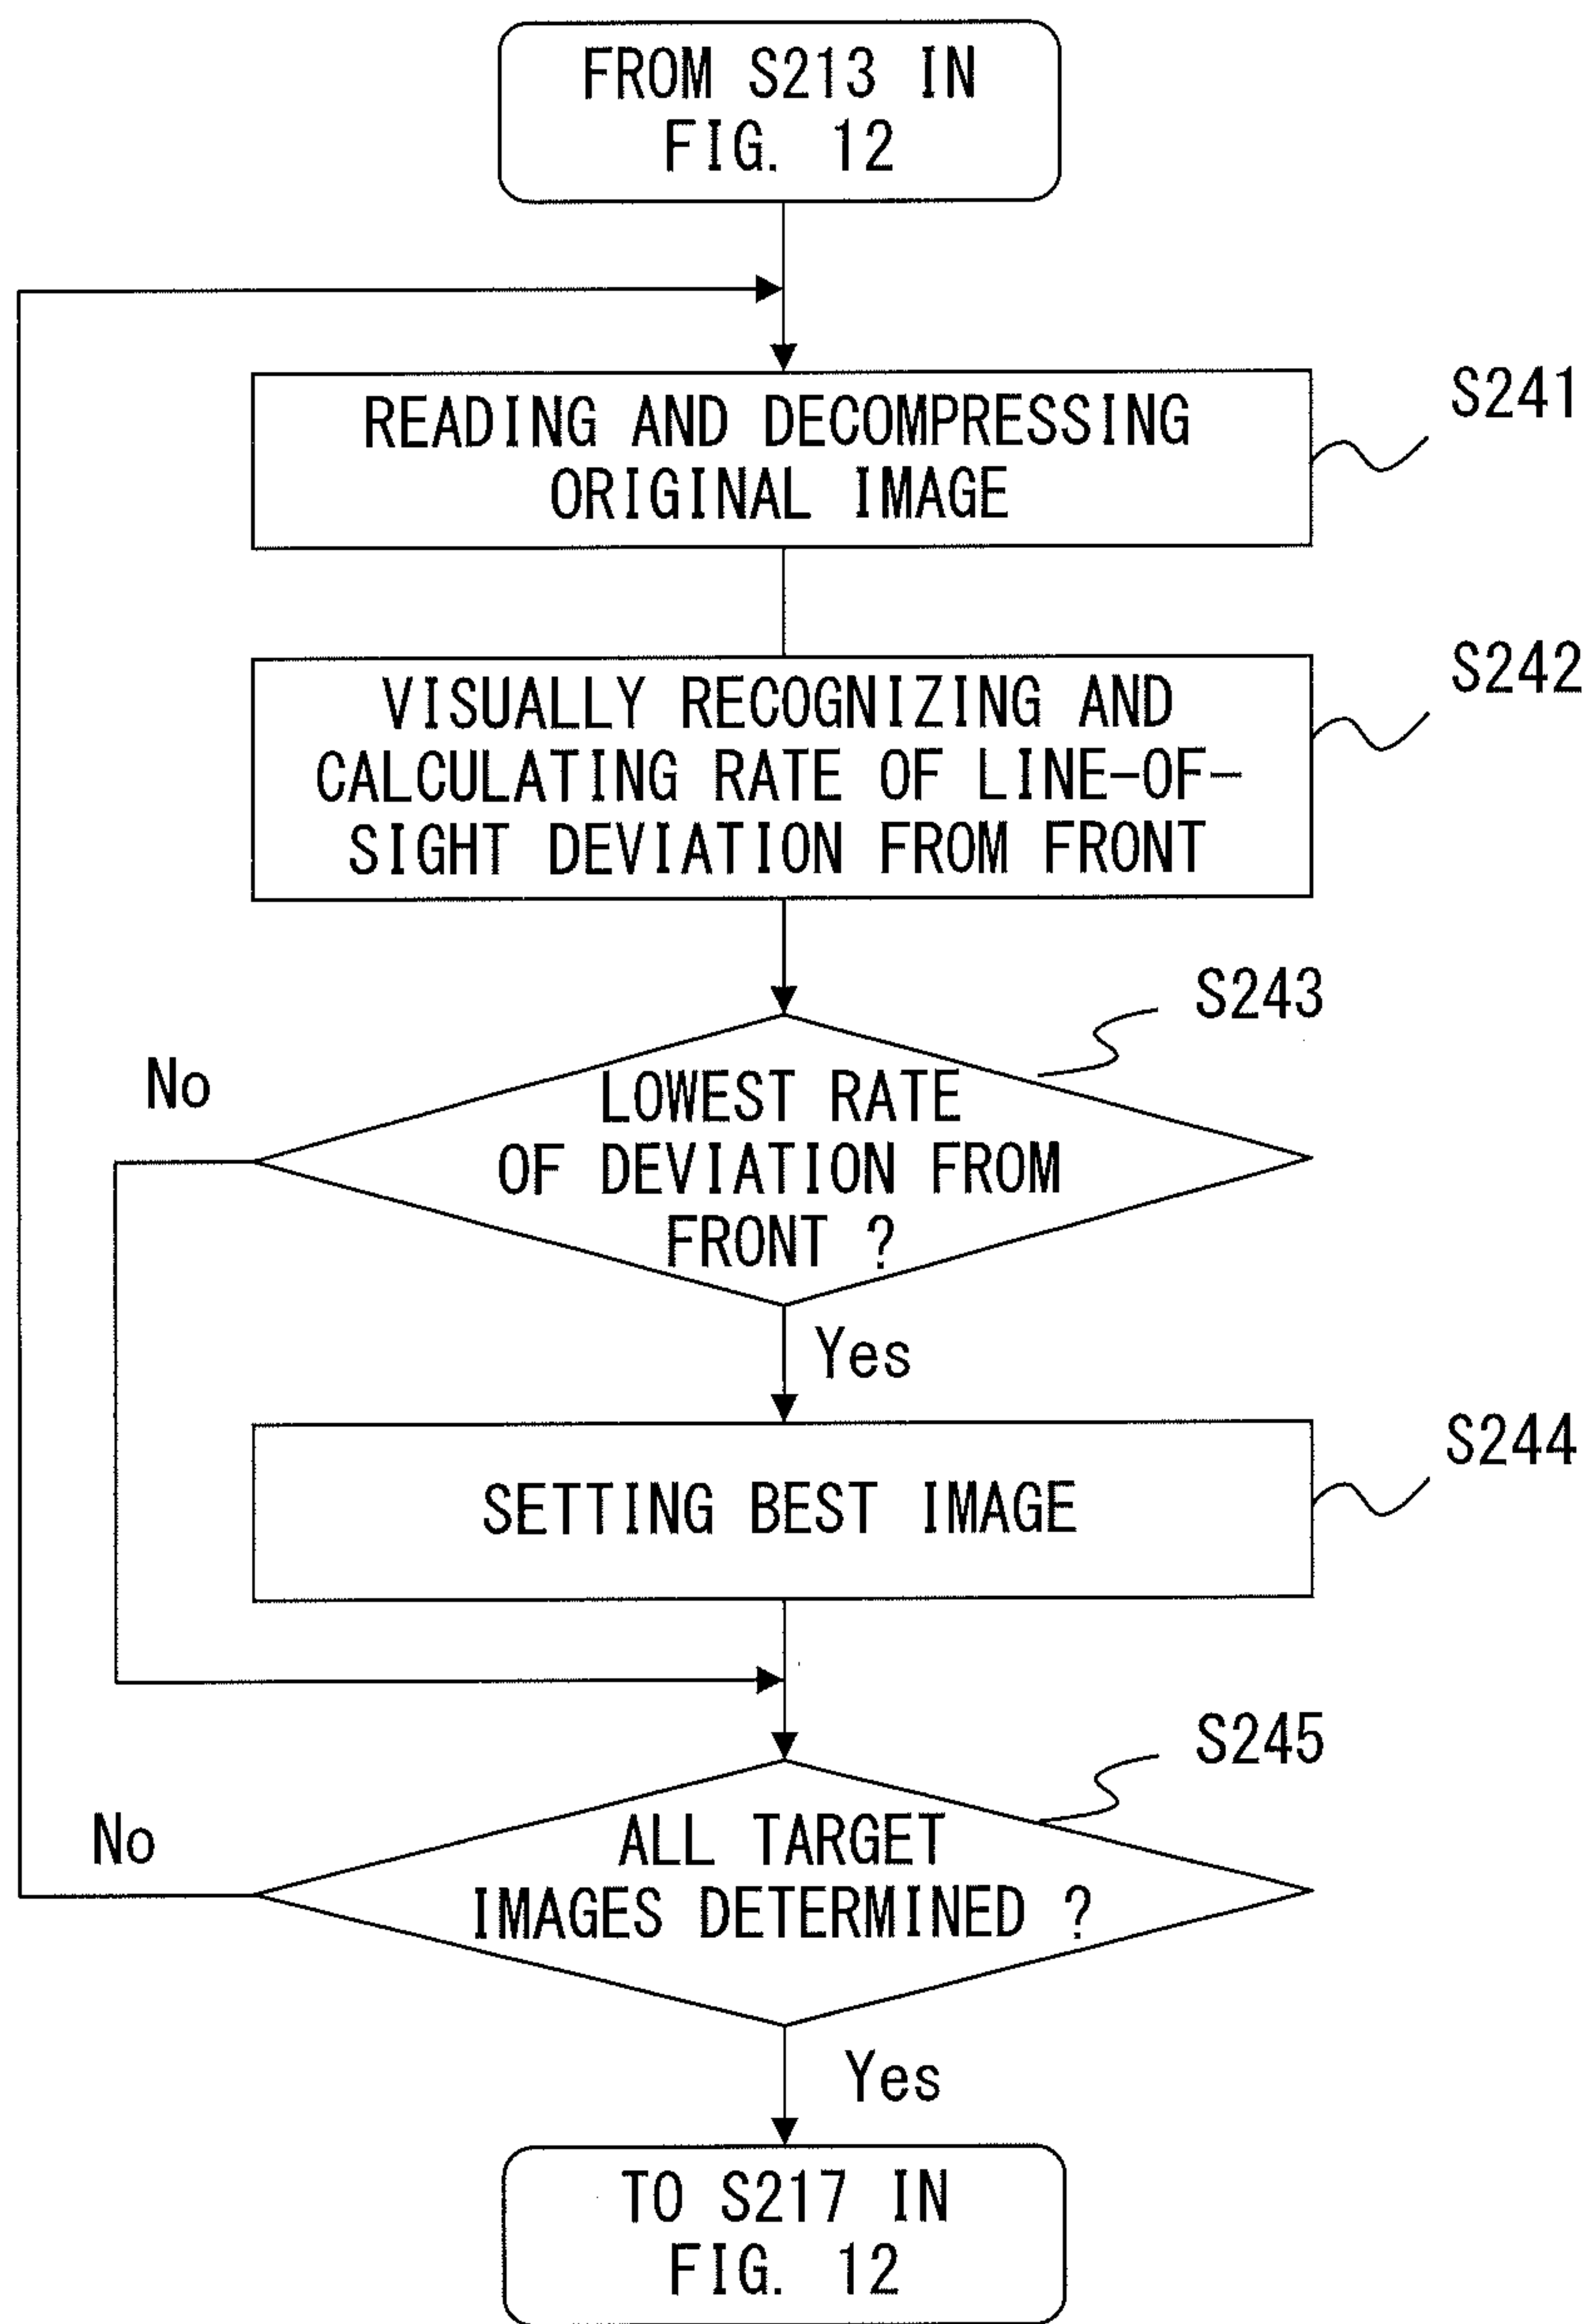 FROM S213 IN
FIG. 12
READING AND DECOMPRESSING
ORIGINAL IMAGE
S241
VISUALLY RECOGNIZING AND
CALCULATING RATE OF LINE-OF-
SIGHT DEVIATION FROM FRONT
S242
S243
No
LOWEST RATE
OF DEVIATION FROM
FRONT ?
Yes
SETTING BEST IMAGE
S244
S245
No
ALL TARGET
IMAGES DETERMINED ?
Yes
TO S217 IN
FIG. 12